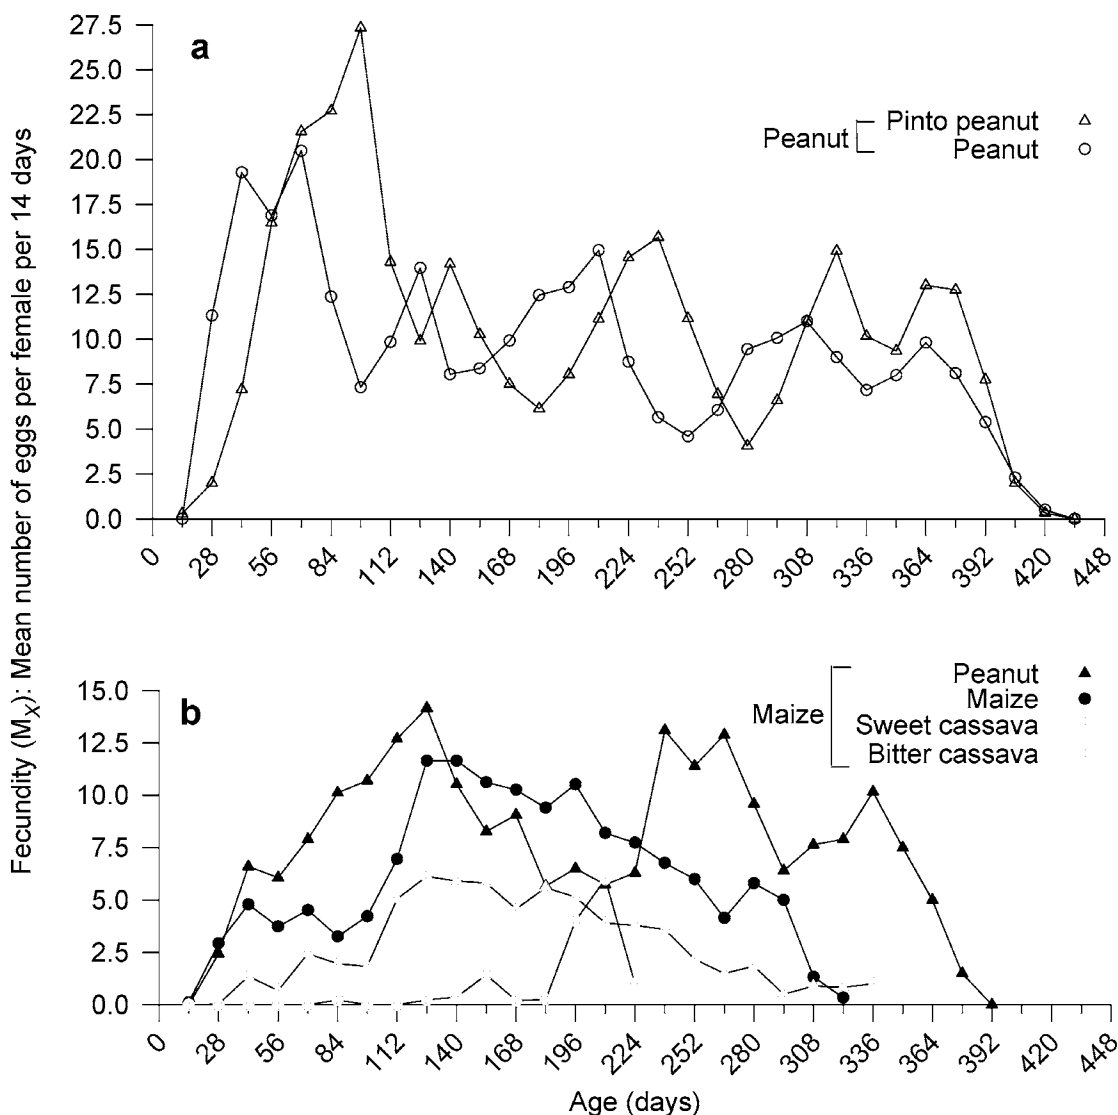 Fecundity (Mx): Mean number of eggs per female per 14 days
a
27.5
25.0
22.5
20.0
17.5
15.0
12.5
10.0
7.5
5.0
2.5
0.0
Peanut
Pinto peanut
Peanut
0 28 56 84 112 140 168 196 224 252 280 308 336 364 392 420 448
b
15.0
12.5
10.0
7.5
5.0
2.5
0.0
Maize
Peanut
Maize
Sweet cassava
Bitter cassava
0 28 56 84 112 140 168 196 224 252 280 308 336 364 392 420 448
Age (days)